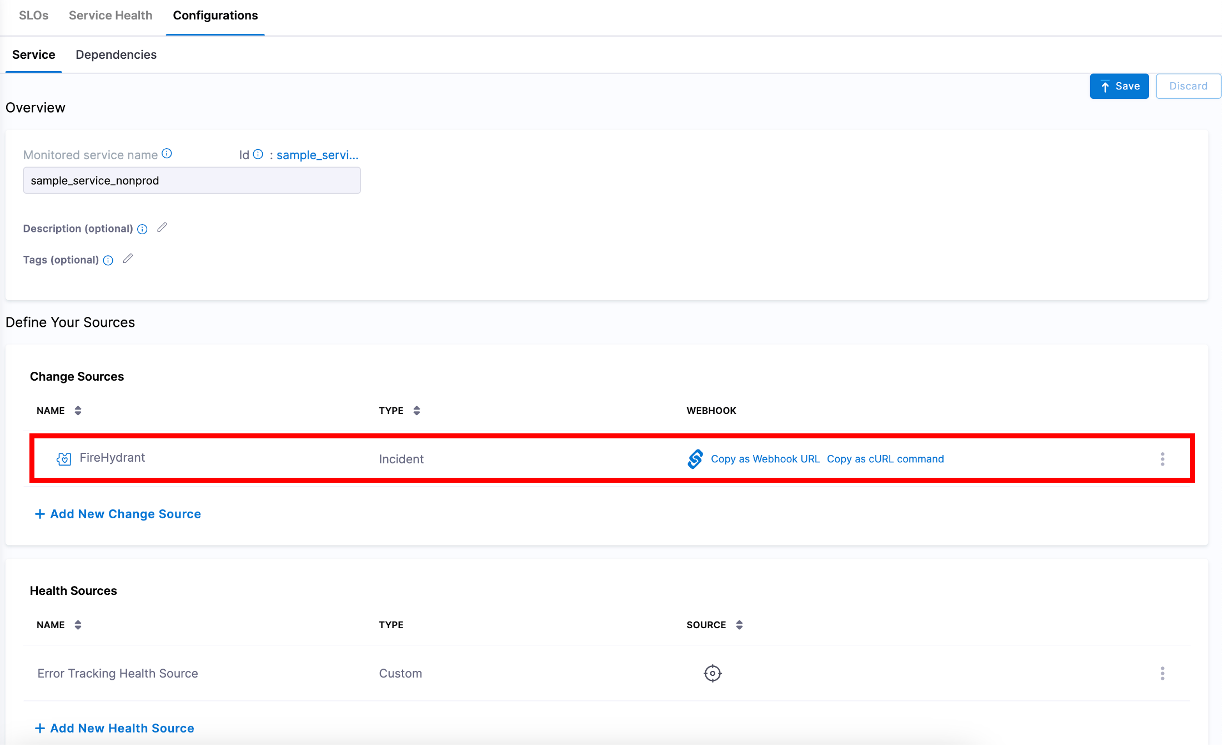 SLOs Service Health Configurations
Service Dependencies
Save Discard
Overview
Monitored service name Id : sample_servi...
sample_service_nonprod
Description (optional)
Tags (optional)
Define Your Sources
Change Sources
NAME TYPE WEBHOOK
FireHydrant Incident Copy as Webhook URL Copy as cURL command
+ Add New Change Source
Health Sources
NAME TYPE SOURCE
Error Tracking Health Source Custom
+ Add New Health Source